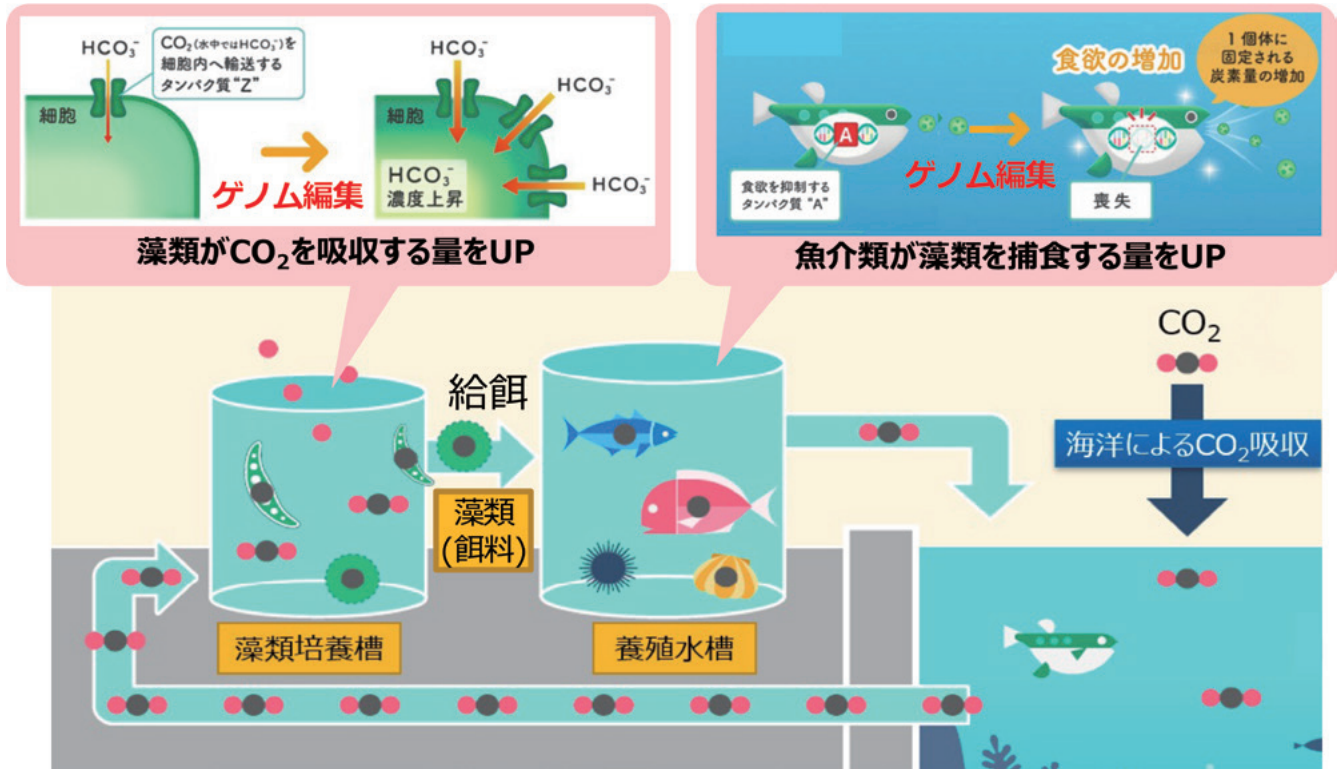 HCO₃⁻
CO₂(水中ではHCO₃⁻)を
細胞内へ輸送する
タンパク質"Z"
細胞
ゲノム編集
HCO₃⁻
HCO₃⁻
HCO₃⁻
細胞
HCO₃⁻
濃度上昇
藻類がCO₂を吸収する量をUP
食欲の増加
1個体に
固定される
炭素量の増加
A
食欲を抑制する
タンパク質 "A"
ゲノム編集
喪失
魚介類が藻類を捕食する量をUP
給餌
藻類
(餌料)
藻類培養槽
養殖水槽
CO₂
海洋によるCO₂吸収